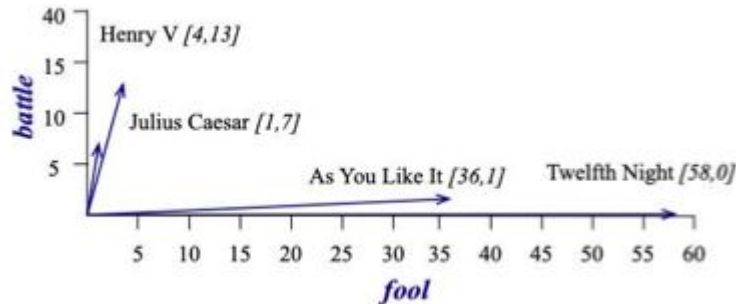 40
Henry V [4,13]
15
battle
10
Julius Caesar [1,7]
5
As You Like It [36,1]
Twelfth Night [58,0]
5 10 15 20 25 30 35 40 45 50 55 60
fool